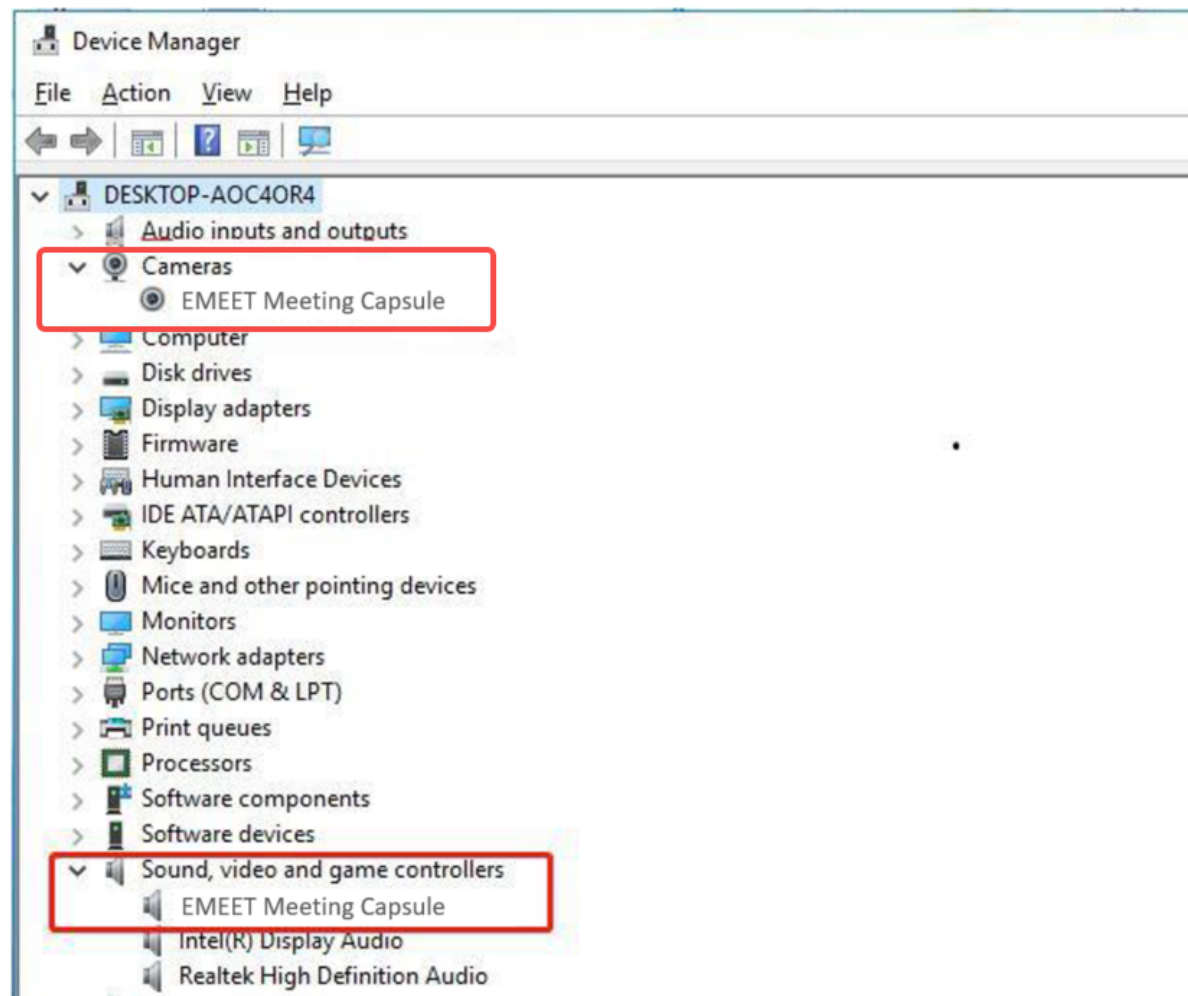 Device Manager
File Action View Help
DESKTOP-AOC4OR4
Audio inputs and outputs
Cameras
EMEET Meeting Capsule
Computer
Disk drives
Display adapters
Firmware
Human Interface Devices
IDE ATA/ATAPI controllers
Keyboards
Mice and other pointing devices
Monitors
Network adapters
Ports (COM & LPT)
Print queues
Processors
Software components
Software devices
Sound, video and game controllers
EMEET Meeting Capsule
Intel(R) Display Audio
Realtek High Definition Audio